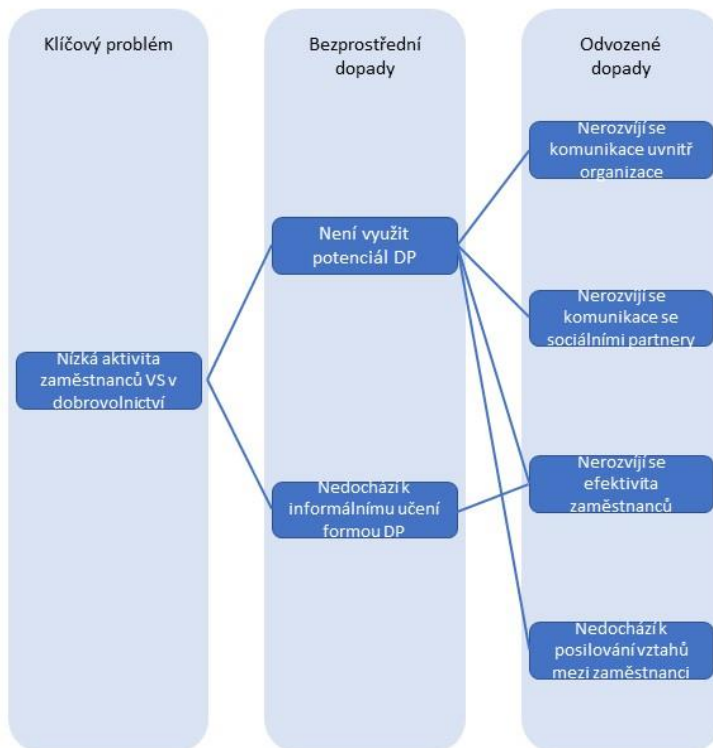 Klíčový problém
Nízká aktivita
zaměstnanců VS v
dobrovolnictví
Bezprostřední
dopady
Není využit
potenciál DP
Nedochází k
informálnímu učení
formou DP
Odvozené
dopady
Nerozvíjí se
komunikace uvnitř
organizace
Nerozvíjí se
komunikace se
sociálními partnery
Nerozvíjí se
efektivita
zaměstnanců
Nedochází k
posilování vztahů
mezi zaměstnanci